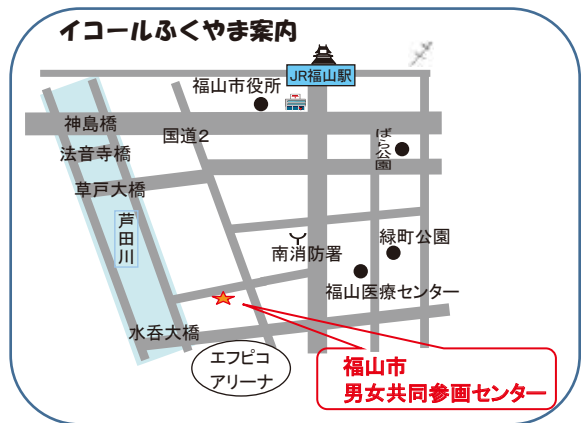 イコールふくやま案内
JR福山駅
福山市役所
神島橋
国道2
ばら公園
法音寺橋
草戸大橋
芦田川
緑町公園
南消防署
福山医療センター
水呑大橋
エフピコ
アリーナ
福山市
男女共同参画センター